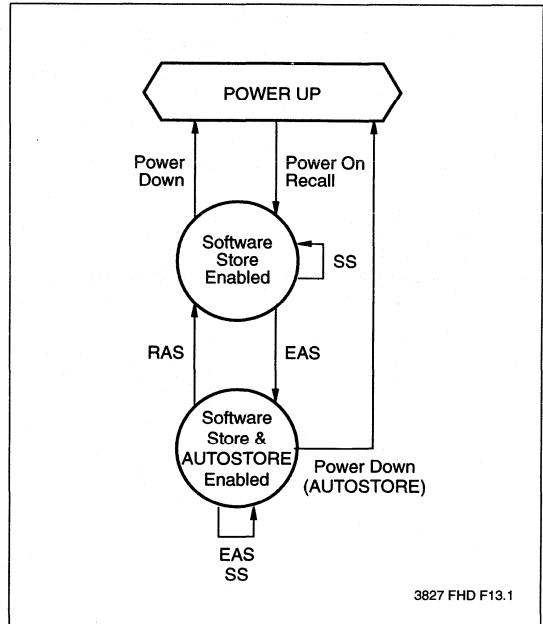 POWER UP
Power
Down
Power On
Recall
Software
Store
Enabled
SS
RAS
EAS
Software
Store &
AUTOSTORE
Enabled
Power Down
(AUTOSTORE)
EAS
SS
3827 FHD F13.1